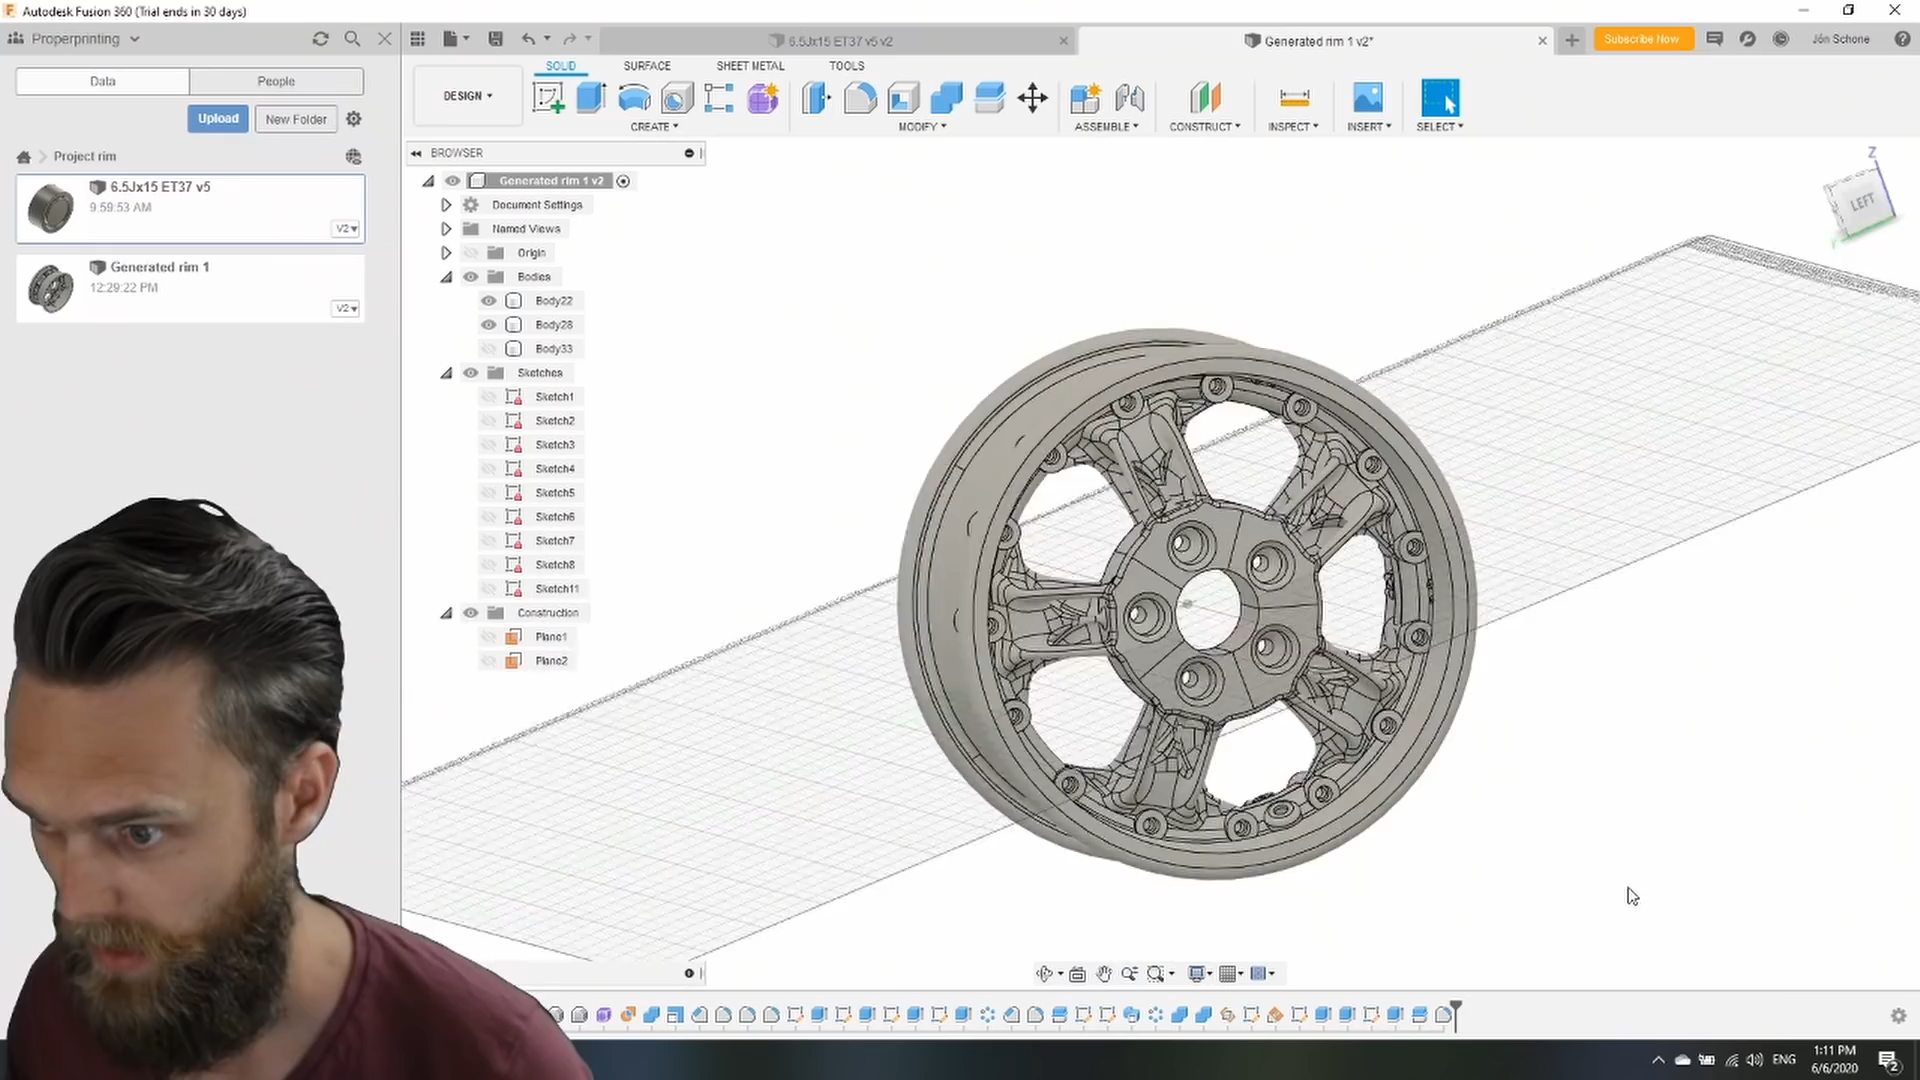 Autodesk Fusion 360 (Trial ends in 30 days)
Properprinting
Data
People
Upload
New Folder
Project rim
6.5Jx15 ET37 v5
9:59:53 AM
V2
Generated rim 1
12:29:22 PM
V2
6.5Jx15 ET37 v5 v2
Generated rim 1 v2*
Subscribe Now
Jón Schone
SOLID
SURFACE
SHEET METAL
TOOLS
DESIGN
CREATE
MODIFY
ASSEMBLE
CONSTRUCT
INSPECT
INSERT
SELECT
BROWSER
Generated rim 1 v2
Document Settings
Named Views
Origin
Bodies
Body22
Body28
Body33
Sketches
Sketch1
Sketch2
Sketch3
Sketch4
Sketch5
Sketch6
Sketch7
Sketch8
Sketch11
Construction
Plane1
Plane2
Z
LEFT
ENG
1:11 PM
6/6/2020
2